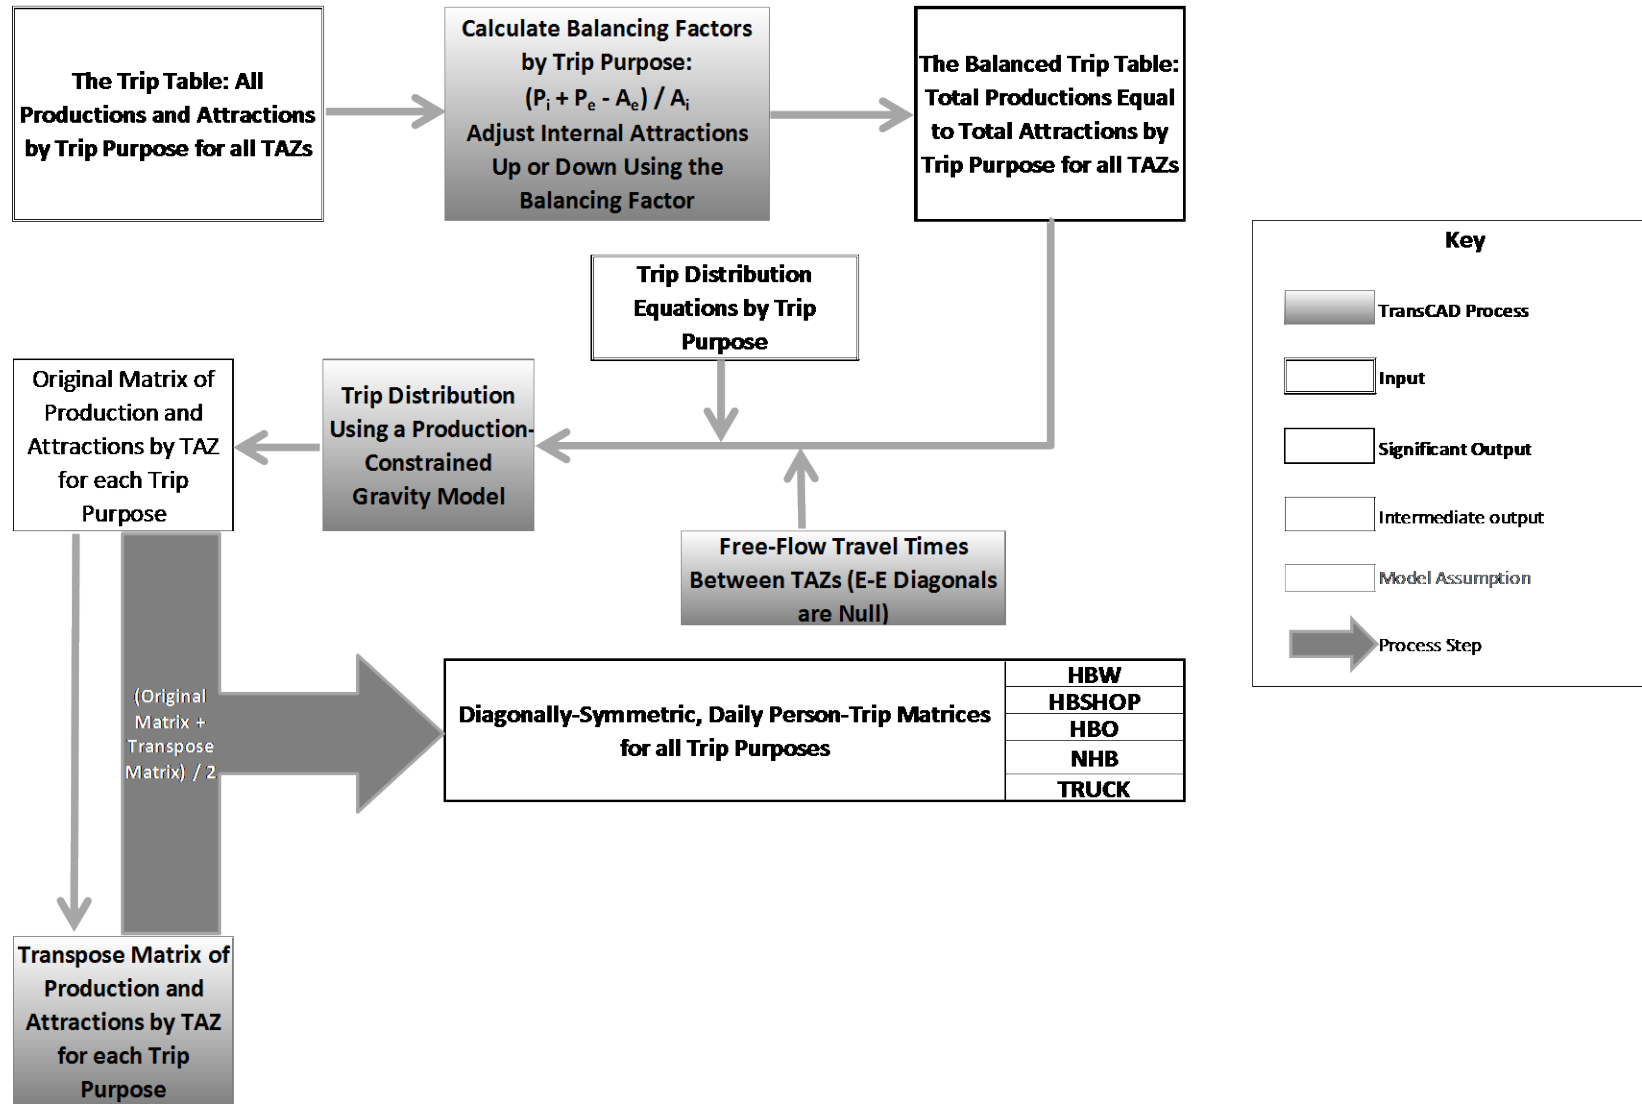 The Trip Table: All
Productions and Attractions
by Trip Purpose for all TAZs
Calculate Balancing Factors
by Trip Purpose:
(Pi + Pe - Ae) / Ai
Adjust Internal Attractions
Up or Down Using the
Balancing Factor
The Balanced Trip Table:
Total Productions Equal
to Total Attractions by
Trip Purpose for all TAZs
Trip Distribution
Equations by Trip
Purpose
Original Matrix of
Production and
Attractions by TAZ
for each Trip
Purpose
Trip Distribution
Using a Production-
Constrained
Gravity Model
Free-Flow Travel Times
Between TAZs (E-E Diagonals
are Null)
(Original
Matrix +
Transpose
Matrix) / 2
Diagonally-Symmetric, Daily Person-Trip Matrices
for all Trip Purposes
HBW
HBSHOP
HBO
NHB
TRUCK
Transpose Matrix of
Production and
Attractions by TAZ
for each Trip
Purpose
Key
TransCAD Process
Input
Significant Output
Intermediate output
Model Assumption
Process Step